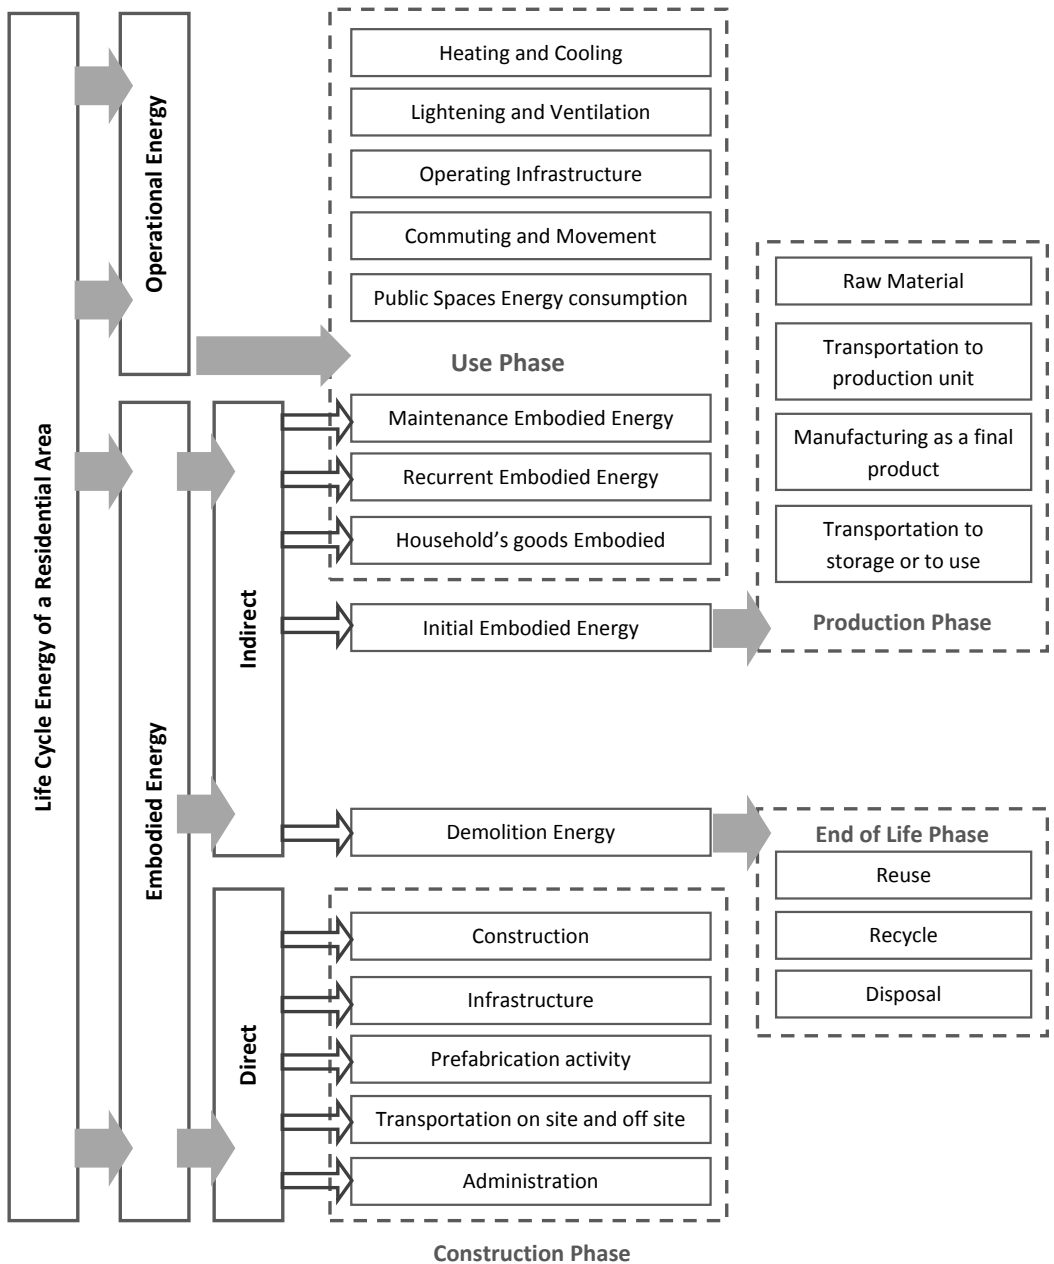 Life Cycle Energy of a Residential Area
Operational Energy
Heating and Cooling
Lightening and Ventilation
Operating Infrastructure
Commuting and Movement
Public Spaces Energy consumption
Use Phase
Embodied Energy
Indirect
Maintenance Embodied Energy
Recurrent Embodied Energy
Household’s goods Embodied
Initial Embodied Energy
Raw Material
Transportation to
production unit
Manufacturing as a final
product
Transportation to
storage or to use
Production Phase
Demolition Energy
End of Life Phase
Reuse
Recycle
Disposal
Direct
Construction
Infrastructure
Prefabrication activity
Transportation on site and off site
Administration
Construction Phase